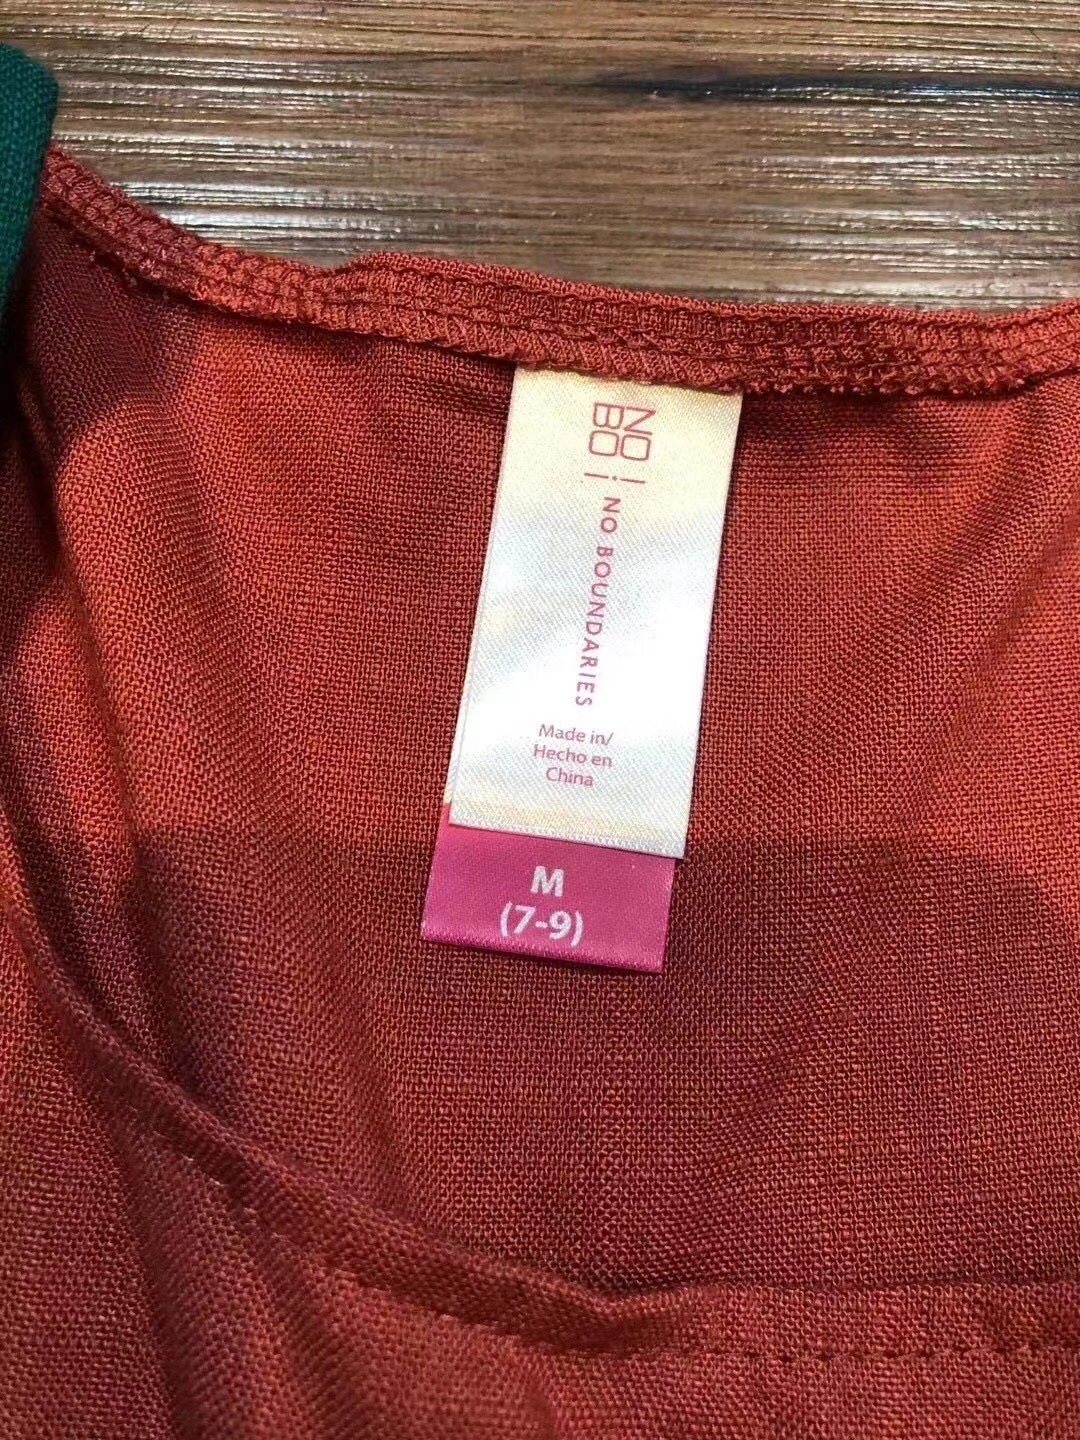 NO!
BO!
NO BOUNDARIES
Made in/
Hecho en
China
M
(7-9)